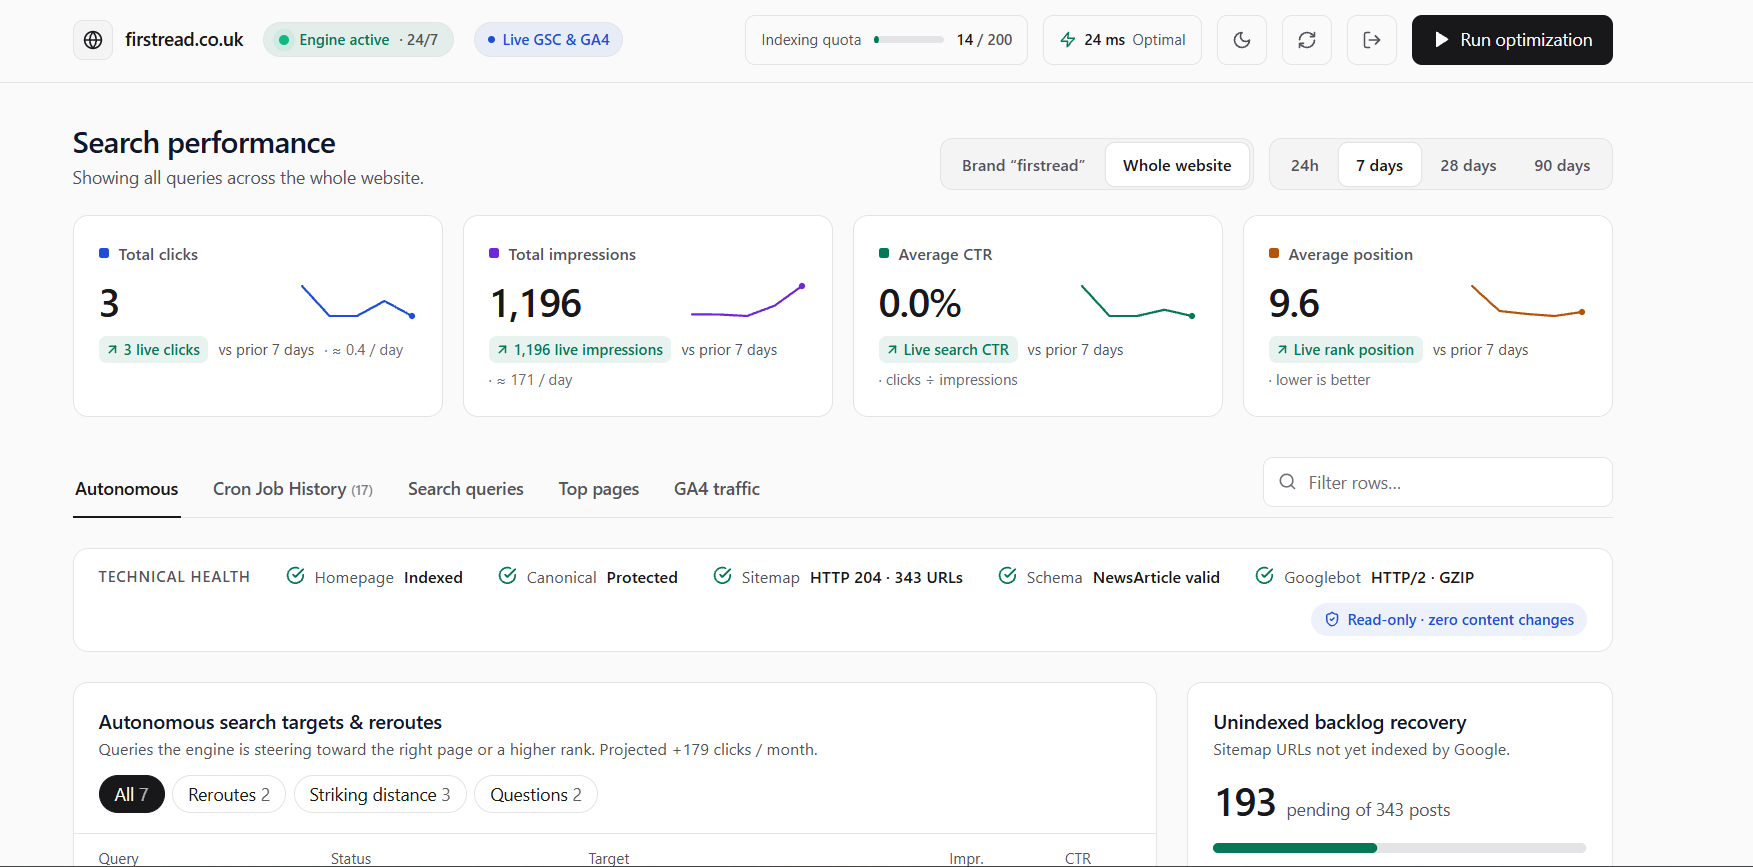 firstread.co.uk
Engine active · 24/7
Live GSC & GA4
Indexing quota 14 / 200
24 ms Optimal
Run optimization
Search performance
Showing all queries across the whole website.
Brand “firstread” Whole website
24h 7 days 28 days 90 days
Total clicks
3
3 live clicks vs prior 7 days · ≈ 0.4 / day
Total impressions
1,196
1,196 live impressions vs prior 7 days
· ≈ 171 / day
Average CTR
0.0%
Live search CTR vs prior 7 days
· clicks ÷ impressions
Average position
9.6
Live rank position vs prior 7 days
· lower is better
Autonomous Cron Job History (17) Search queries Top pages GA4 traffic
Filter rows...
TECHNICAL HEALTH Homepage Indexed Canonical Protected Sitemap HTTP 204 · 343 URLs Schema NewsArticle valid Googlebot HTTP/2 · GZIP
Read-only · zero content changes
Autonomous search targets & reroutes
Queries the engine is steering toward the right page or a higher rank. Projected +179 clicks / month.
All 7 Reroutes 2 Striking distance 3 Questions 2
Query Status Target Impr. CTR
Unindexed backlog recovery
Sitemap URLs not yet indexed by Google.
193 pending of 343 posts